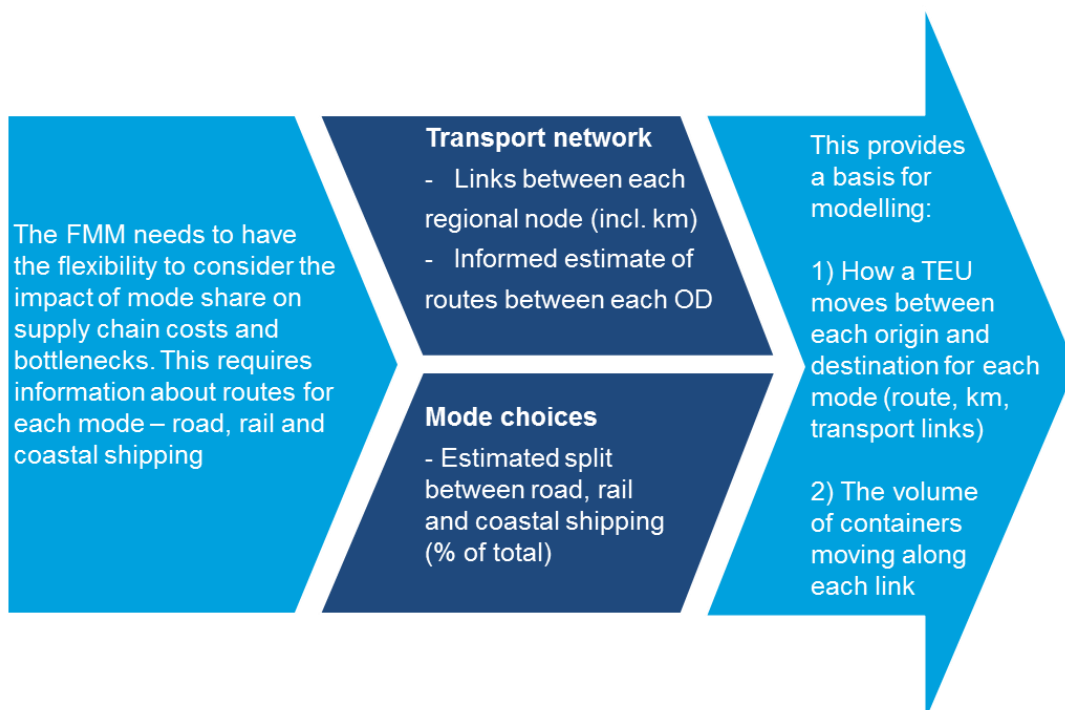 The FMM needs to have
the flexibility to consider the
impact of mode share on
supply chain costs and
bottlenecks. This requires
information about routes for
each mode – road, rail and
coastal shipping
Transport network
- Links between each
regional node (incl. km)
- Informed estimate of
routes between each OD
Mode choices
- Estimated split
between road, rail
and coastal shipping
(% of total)
This provides
a basis for
modelling:
1) How a TEU
moves between
each origin and
destination for each
mode (route, km,
transport links)
2) The volume
of containers
moving along
each link